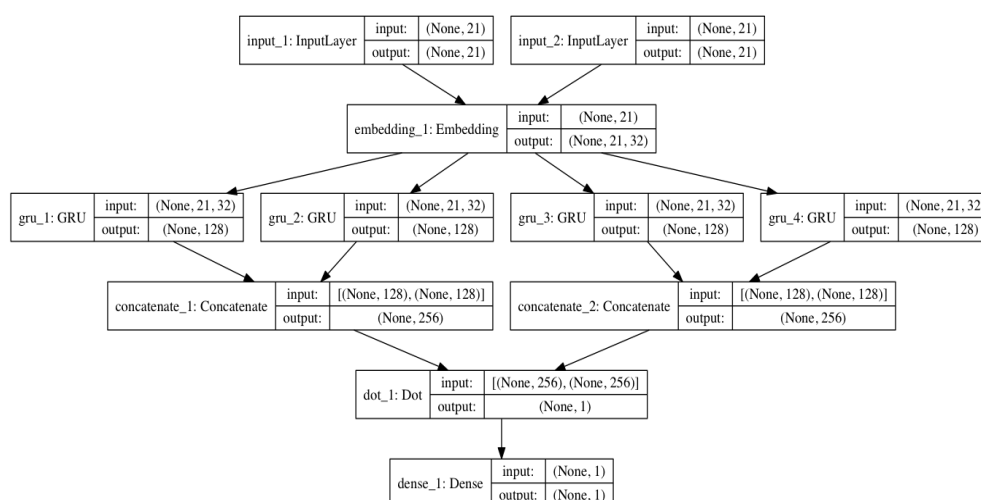 input_1: InputLayer input: (None, 21) output: (None, 21)
input_2: InputLayer input: (None, 21) output: (None, 21)
embedding_1: Embedding input: (None, 21) output: (None, 21, 32)
gru_1: GRU input: (None, 21, 32) output: (None, 128)
gru_2: GRU input: (None, 21, 32) output: (None, 128)
gru_3: GRU input: (None, 21, 32) output: (None, 128)
gru_4: GRU input: (None, 21, 32 output: (None, 128)
concatenate_1: Concatenate input: [(None, 128), (None, 128)] output: (None, 256)
concatenate_2: Concatenate input: [(None, 128), (None, 128)] output: (None, 256)
dot_1: Dot input: [(None, 256), (None, 256)] output: (None, 1)
dense_1: Dense input: (None, 1) output: (None, 1)